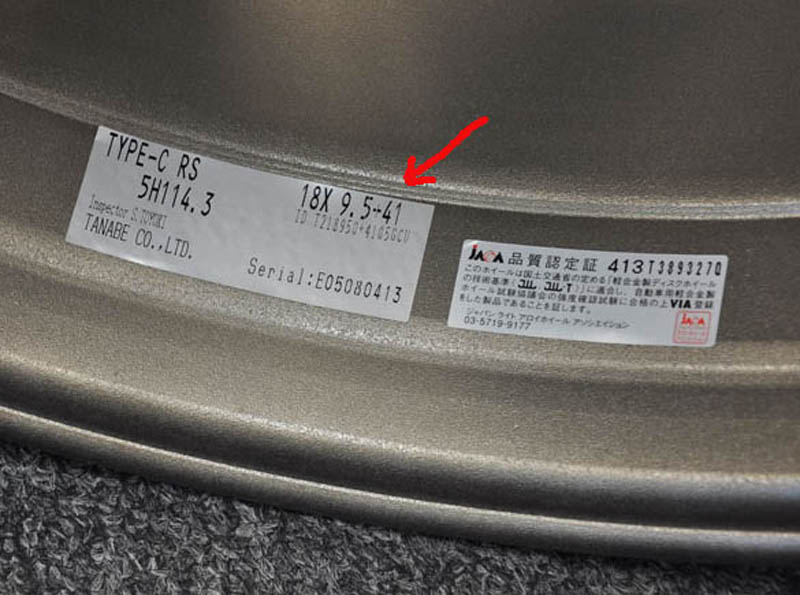 TYPE-C RS
5H114.3
18X 9.5+41
Inspector S.TOYOKI
ID T218950+4105GCU
TANABE CO.,LTD.
Serial:E05080413
JAWA 品質認定証 413T3893270
このホイールは国土交通省の定める「軽合金製ディスクホイール
の技術基準(JWL JWL-T)」に適合し、自動車用軽合金製
ホイール試験協議会の強度確認試験に合格の上VIA登録
をした製品であることを証します。
ジャパン ライト アロイホイール アソシエイション
03-5719-9177